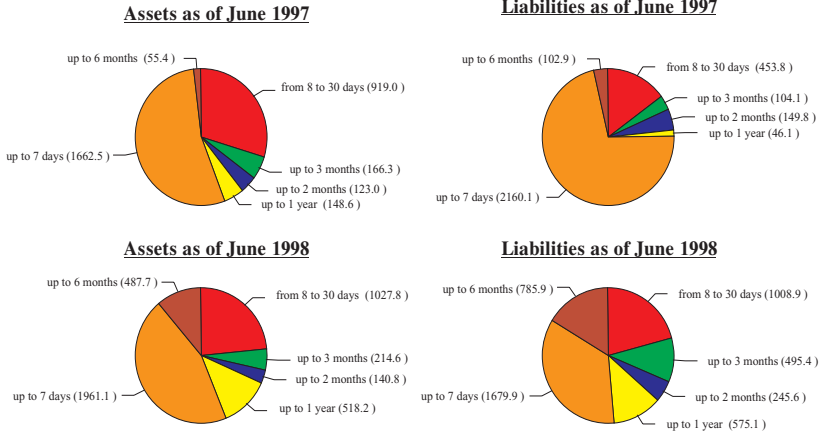 Assets as of June 1997
up to 6 months (55.4 )
from 8 to 30 days (919.0 )
up to 3 months (166.3 )
up to 2 months (123.0 )
up to 1 year (148.6 )
up to 7 days (1662.5 )
Liabilities as of June 1997
up to 6 months (102.9 )
from 8 to 30 days (453.8 )
up to 3 months (104.1 )
up to 2 months (149.8 )
up to 1 year (46.1 )
up to 7 days (2160.1 )
Assets as of June 1998
up to 6 months (487.7 )
from 8 to 30 days (1027.8 )
up to 3 months (214.6 )
up to 2 months (140.8 )
up to 1 year (518.2 )
up to 7 days (1961.1 )
Liabilities as of June 1998
up to 6 months (785.9 )
from 8 to 30 days (1008.9 )
up to 3 months (495.4 )
up to 2 months (245.6 )
up to 1 year (575.1 )
up to 7 days (1679.9 )